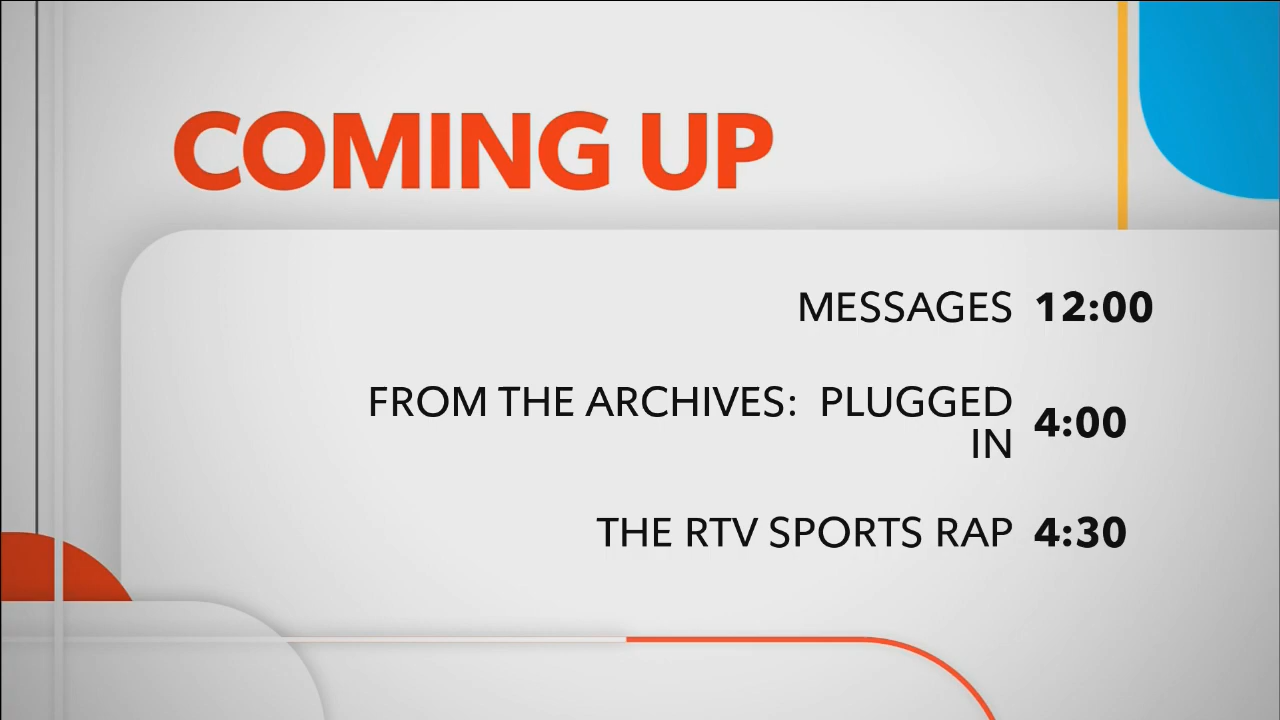 COMING UP
MESSAGES 12:00
FROM THE ARCHIVES: PLUGGED
IN 4:00
THE RTV SPORTS RAP 4:30